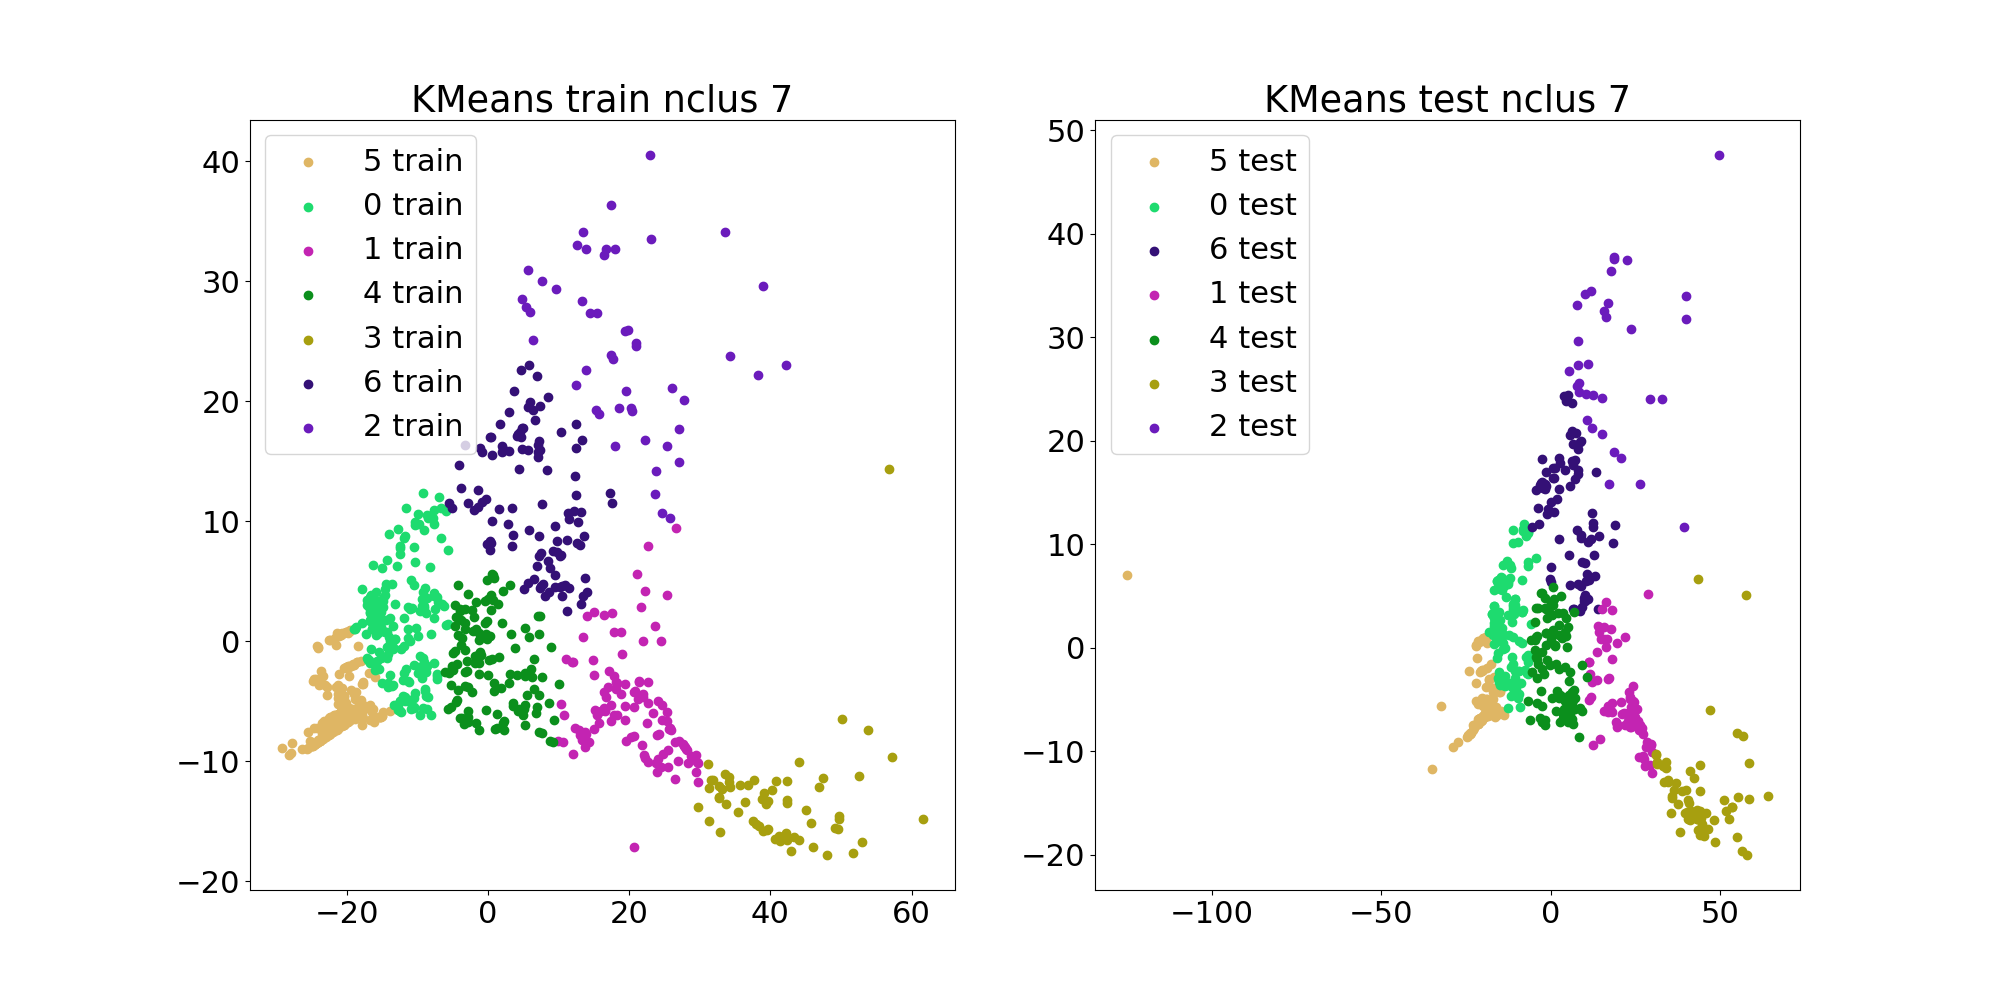 KMeans train nclus 7
5 train
0 train
1 train
4 train
3 train
6 train
2 train
40
30
20
10
0
−10
−20
−20 0 20 40 60
KMeans test nclus 7
5 test
0 test
6 test
1 test
4 test
3 test
2 test
50
40
30
20
10
0
−10
−20
−100 −50 0 50